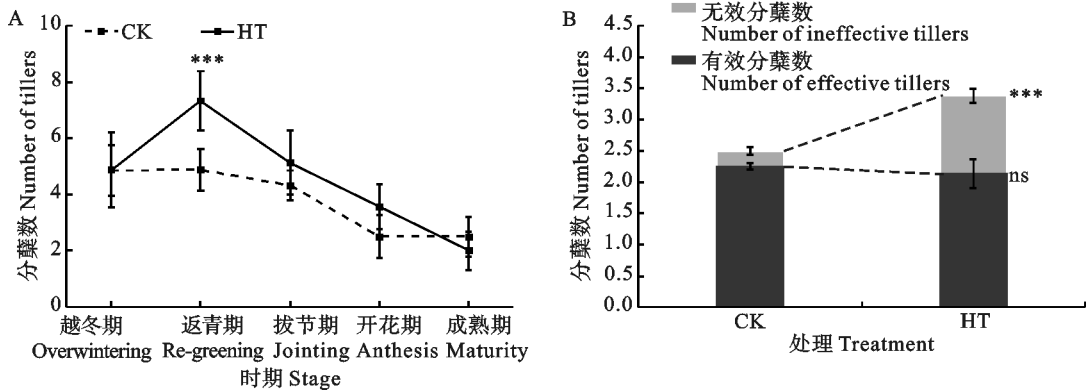 A
10
8
6
4
2
0
分蘖数 Number of tillers
CK
HT
***
越冬期 返青期 拔节期 开花期 成熟期
Overwintering Re-greening Jointing Anthesis Maturity
时期 Stage
B
无效分蘖数
Number of ineffective tillers
有效分蘖数
Number of effective tillers
4.5
4.0
3.5
3.0
2.5
2.0
1.5
1.0
0.5
0.0
分蘖数 Number of tillers
***
ns
CK HT
处理 Treatment